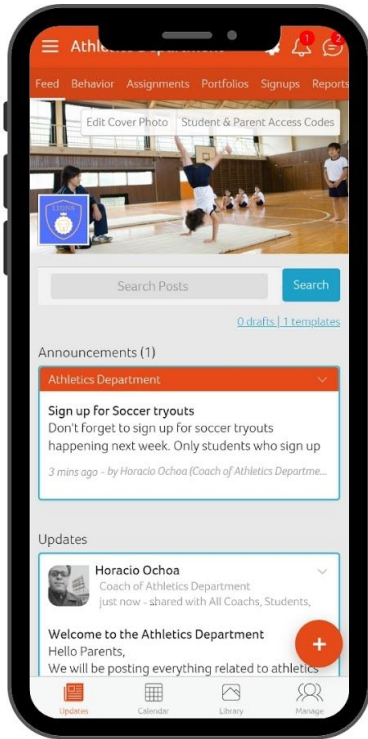 1
2
Feed Behavior Assignments Portfolios Signups Reports
Edit Cover Photo Student & Parent Access Codes
LIONS
Search Posts Search
0 drafts | 1 templates
Announcements (1)
Athletics Department
Sign up for Soccer tryouts
Don't forget to sign up for soccer tryouts
happening next week. Only students who sign up
3 mins ago - by Horacio Ochoa (Coach of Athletics Departme...
Updates
Horacio Ochoa
Coach of Athletics Department
just now - shared with All Coachs, Students,
Welcome to the Athletics Department
Hello Parents,
We will be posting everything related to athletics
Updates Calendar Library Manage